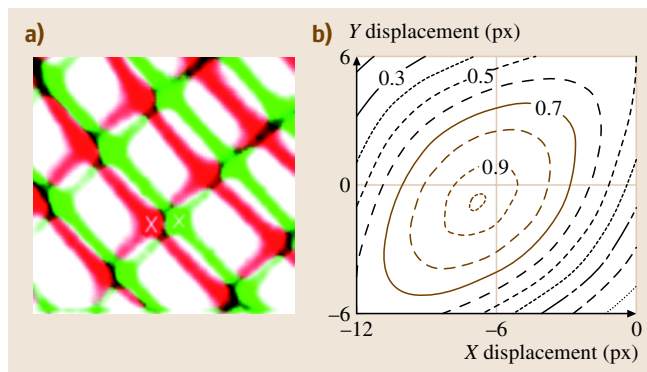 a)
X X
b) Y displacement (px)
6
0.3
0.5
0.7
0.9
0
−6
−12 −6 0
X displacement (px)